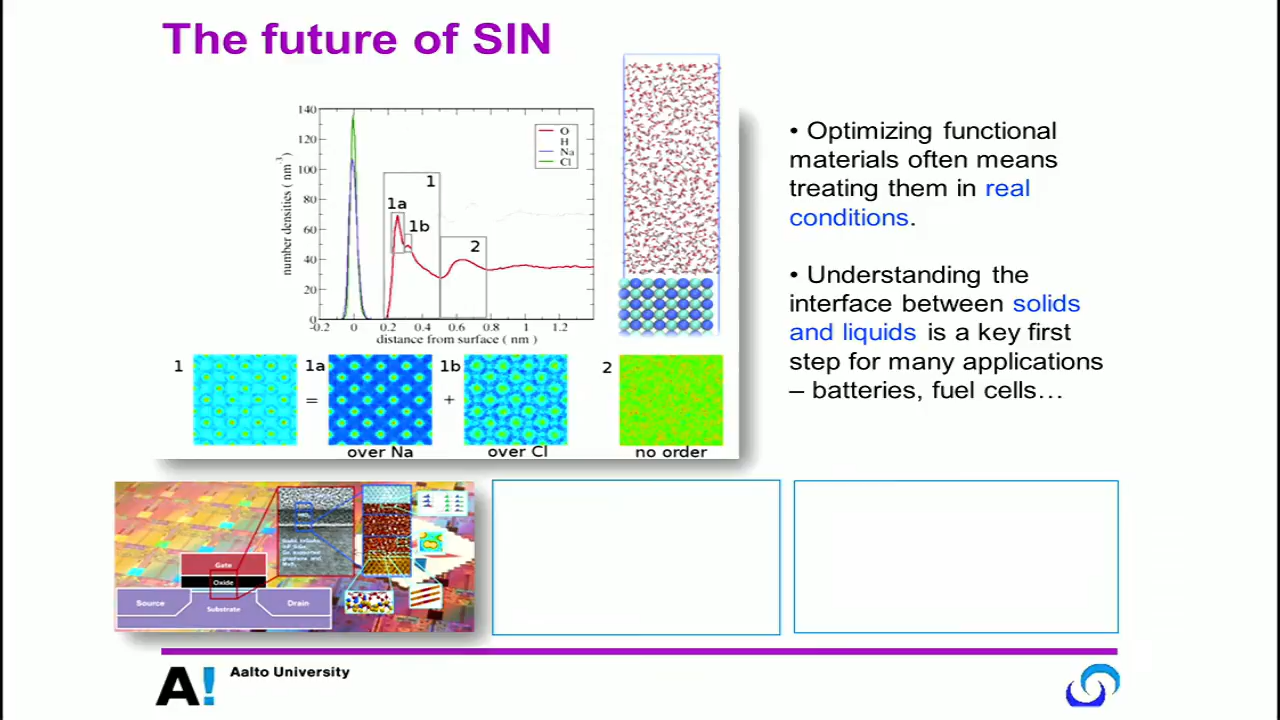 The future of SIN
140
120
100
80
60
40
20
0
number densities ( nm⁻³ )
-0.2 0 0.2 0.4 0.6 0.8 1 1.2
distance from surface ( nm )
O
H
Na
Cl
1
1a
1b
2
1
1a
=
1b
+
2
over Na
over Cl
no order
• Optimizing functional
materials often means
treating them in real
conditions.
• Understanding the
interface between solids
and liquids is a key first
step for many applications
– batteries, fuel cells…
Gate
Oxide
Source
Substrate
Drain
A!
Aalto University